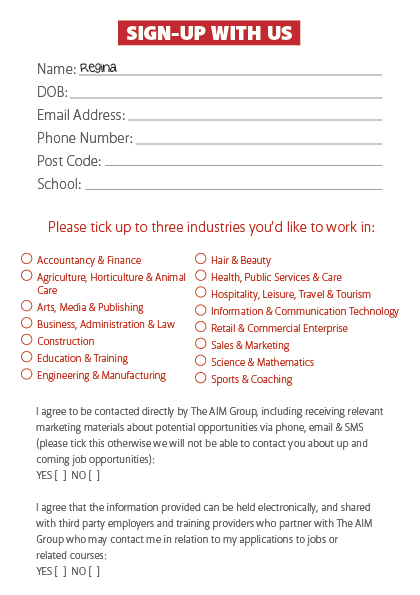 SIGN-UP WITH US
Name: Regina
DOB:
Email Address:
Phone Number:
Post Code:
School:
Please tick up to three industries you'd like to work in:
Accountancy & Finance
Agriculture, Horticulture & Animal
Care
Arts, Media & Publishing
Business, Administration & Law
Construction
Education & Training
Engineering & Manufacturing
Hair & Beauty
Health, Public Services & Care
Hospitality, Leisure, Travel & Tourism
Information & Communication Technology
Retail & Commercial Enterprise
Sales & Marketing
Science & Mathematics
Sports & Coaching
I agree to be contacted directly by The AIM Group, including receiving relevant
marketing materials about potential opportunities via phone, email & SMS
(please tick this otherwise we will not be able to contact you about up and
coming job opportunities):
YES [ ] NO [ ]
I agree that the information provided can be held electronically, and shared
with third party employers and training providers who partner with The AIM
Group who may contact me in relation to my applications to jobs or
related courses:
YES [ ] NO [ ]